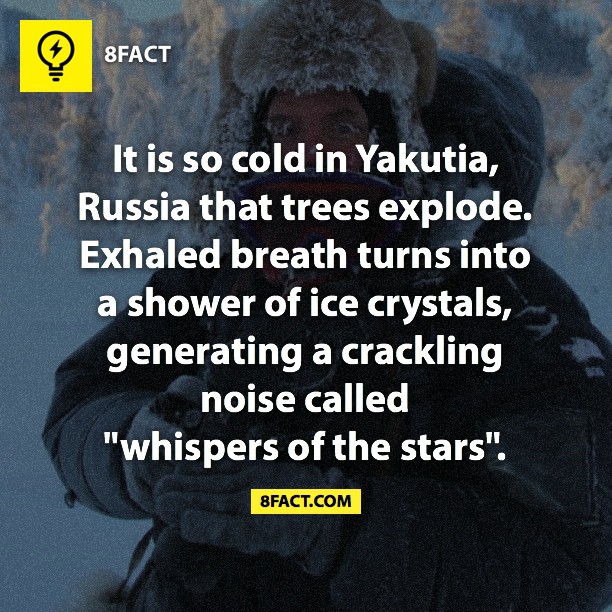 8FACT
It is so cold in Yakutia,
Russia that trees explode.
Exhaled breath turns into
a shower of ice crystals,
generating a crackling
noise called
"whispers of the stars".
8FACT.COM